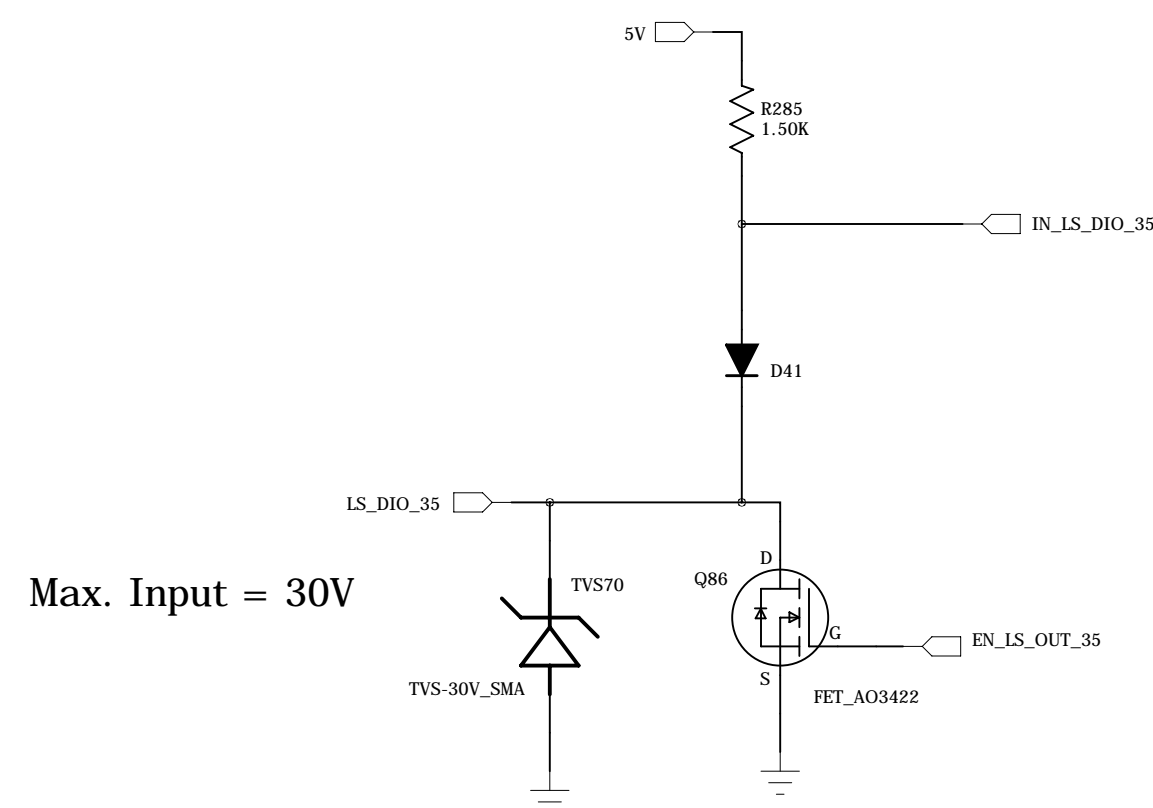 5V
R285
1.50K
IN_LS_DIO_35
D41
LS_DIO_35
D
Q86
TVS70
Max. Input = 30V
G
EN_LS_OUT_35
S
TVS-30V_SMA
FET_AO3422